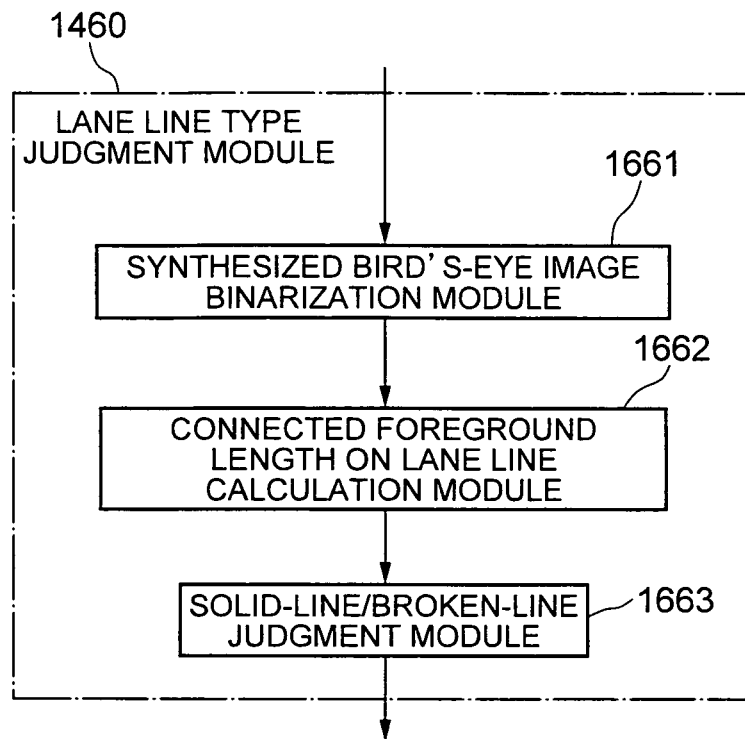 1460
LANE LINE TYPE
JUDGMENT MODULE
1661
SYNTHESIZED BIRD'S-EYE IMAGE
BINARIZATION MODULE
1662
CONNECTED FOREGROUND
LENGTH ON LANE LINE
CALCULATION MODULE
SOLID-LINE/BROKEN-LINE
JUDGMENT MODULE
1663